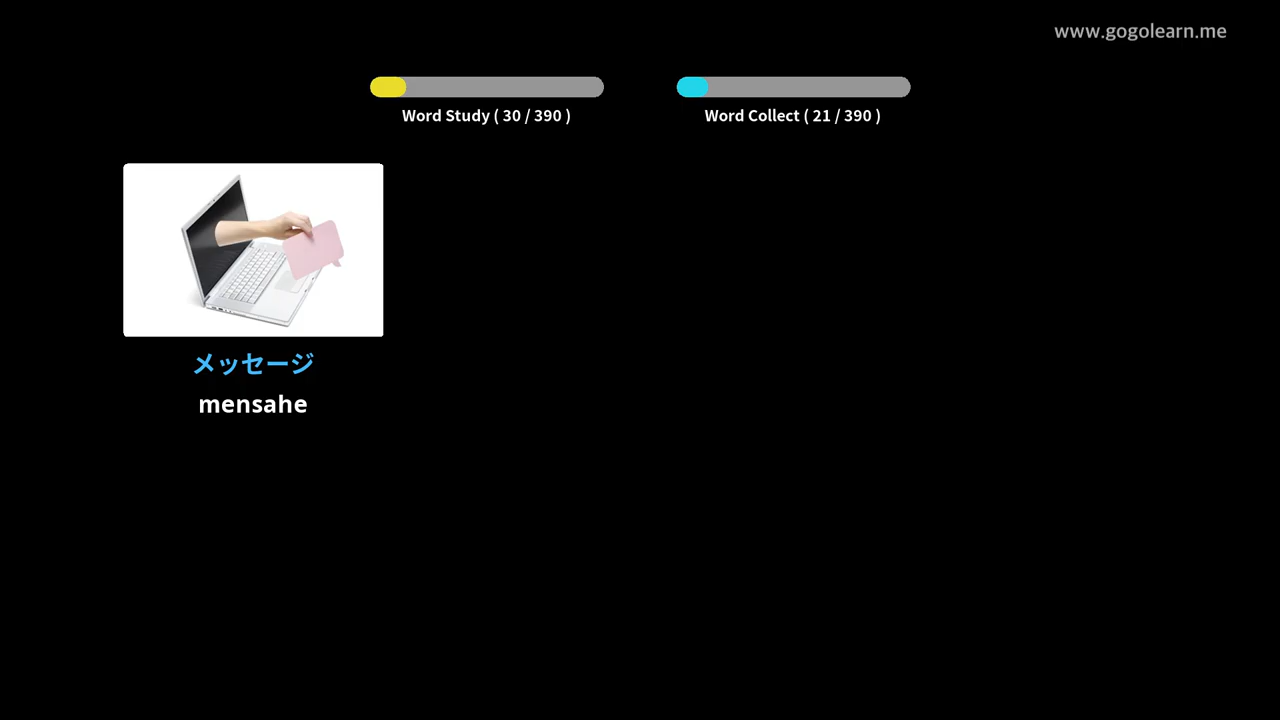 www.gogolearn.me
Word Study ( 30 / 390 )
Word Collect ( 21 / 390 )
メッセージ
mensahe